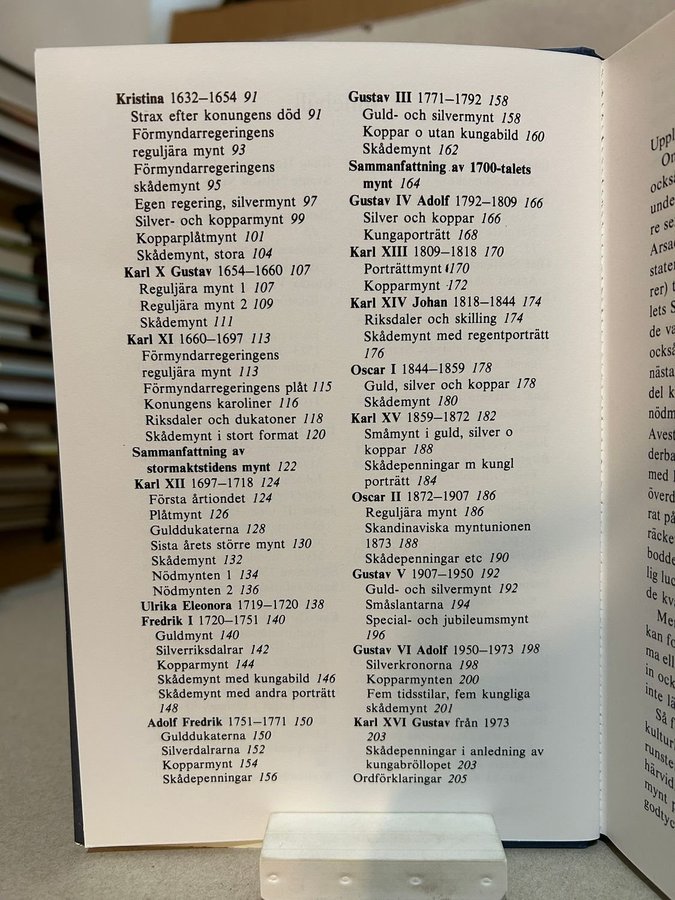 Kristina 1632–1654 91
Strax efter konungens död 91
Förmyndarregeringens
reguljära mynt 93
Förmyndarregeringens
skådemynt 95
Egen regering, silvermynt 97
Silver- och kopparmynt 99
Kopparplåtmynt 101
Skådemynt, stora 104
Karl X Gustav 1654–1660 107
Reguljära mynt 1 107
Reguljära mynt 2 109
Skådemynt 111
Karl XI 1660–1697 113
Förmyndarregeringens
reguljära mynt 113
Förmyndarregeringens plåt 115
Konungens karoliner 116
Riksdaler och dukatoner 118
Skådemynt i stort format 120
Sammanfattning av
stormaktstidens mynt 122
Karl XII 1697–1718 124
Första årtiondet 124
Plåtmynt 126
Gulddukaterna 128
Sista årets större mynt 130
Skådemynt 132
Nödmynten 1 134
Nödmynten 2 136
Ulrika Eleonora 1719–1720 138
Fredrik I 1720–1751 140
Guldmynt 140
Silverriksdalrar 142
Kopparmynt 144
Skådemynt med kungabild 146
Skådemynt med andra porträtt
148
Adolf Fredrik 1751–1771 150
Gulddukaterna 150
Silverdalrarna 152
Kopparmynt 154
Skådepenningar 156
Gustav III 1771–1792 158
Guld- och silvermynt 158
Koppar o utan kungabild 160
Skådemynt 162
Sammanfattning av 1700-talets
mynt 164
Gustav IV Adolf 1792–1809 166
Silver och koppar 166
Kungaporträtt 168
Karl XIII 1809–1818 170
Porträttmynt 170
Kopparmynt 172
Karl XIV Johan 1818–1844 174
Riksdaler och skilling 174
Skådemynt med regentporträtt
176
Oscar I 1844–1859 178
Guld, silver och koppar 178
Skådemynt 180
Karl XV 1859–1872 182
Småmynt i guld, silver o
koppar 188
Skådepenningar m kungl
porträtt 184
Oscar II 1872–1907 186
Reguljära mynt 186
Skandinaviska myntunionen
1873 188
Skådepenningar etc 190
Gustav V 1907–1950 192
Guld- och silvermynt 192
Småslantarna 194
Special- och jubileumsmynt
196
Gustav VI Adolf 1950–1973 198
Silverkronorna 198
Kopparmynten 200
Fem tidsstilar, fem kungliga
skådemynt 201
Karl XVI Gustav från 1973
203
Skådepenningar i anledning av
kungabröllopet 203
Ordförklaringar 205